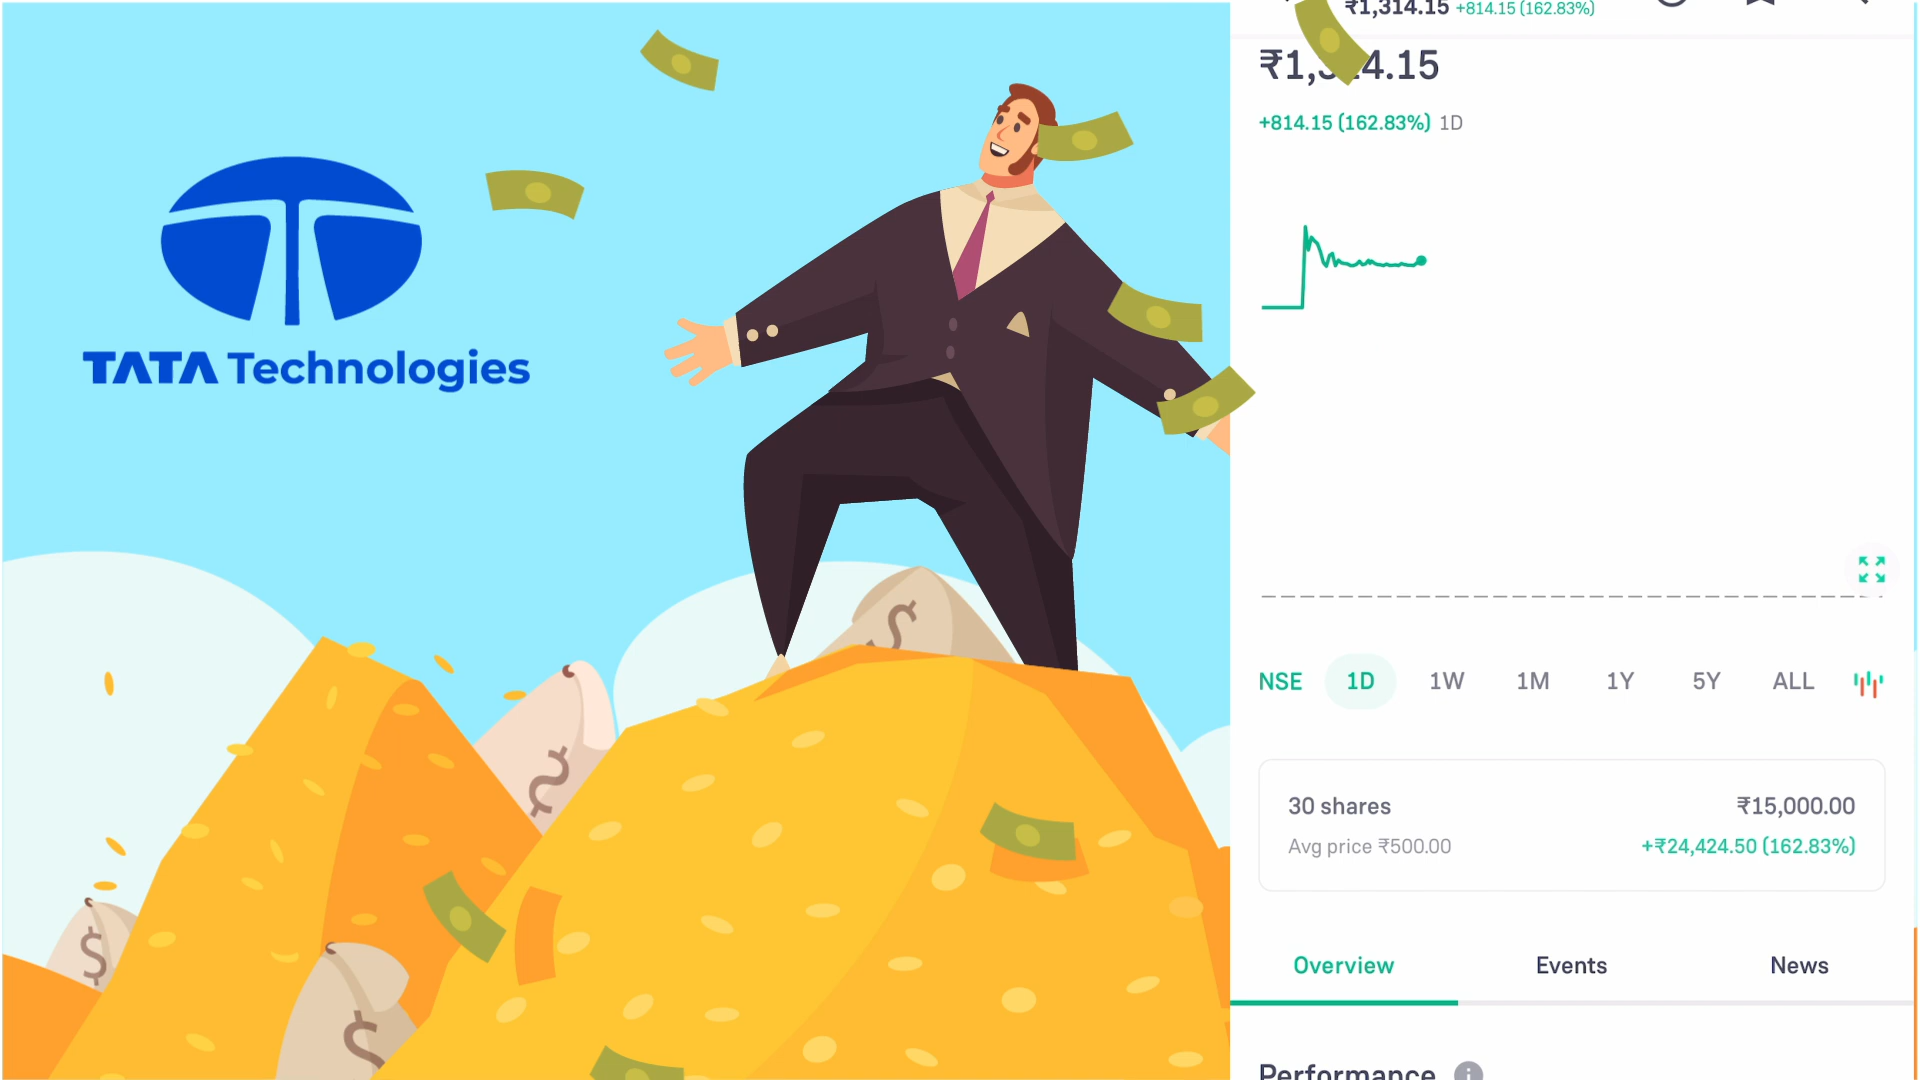 TATA Technologies
$
$
$
$
₹1,314.15 +814.15 (162.83%)
₹1,314.15
+814.15 (162.83%) 1D
NSE 1D 1W 1M 1Y 5Y ALL
30 shares ₹15,000.00
Avg price ₹500.00 +₹24,424.50 (162.83%)
Overview Events News
Performance i